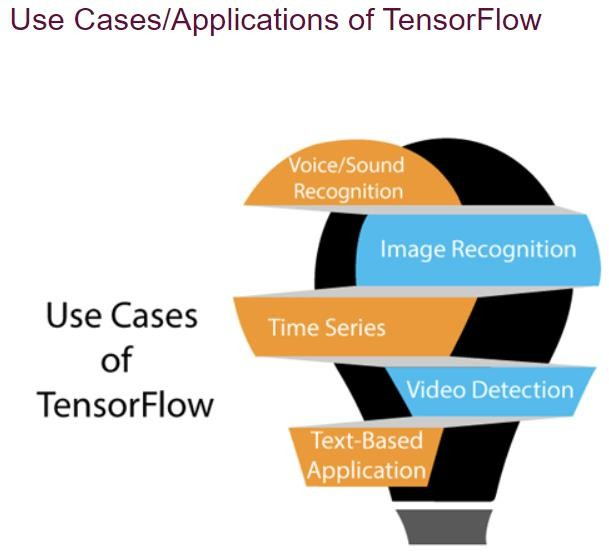 Use Cases/Applications of TensorFlow
Voice/Sound
Recognition
Image Recognition
Time Series
Video Detection
Text-Based
Application
Use Cases
of
TensorFlow